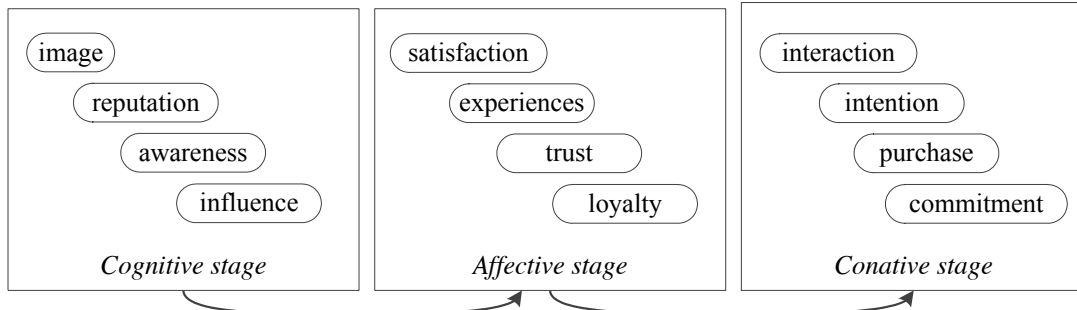 image
reputation
awareness
influence
Cognitive stage
satisfaction
experiences
trust
loyalty
Affective stage
interaction
intention
purchase
commitment
Conative stage